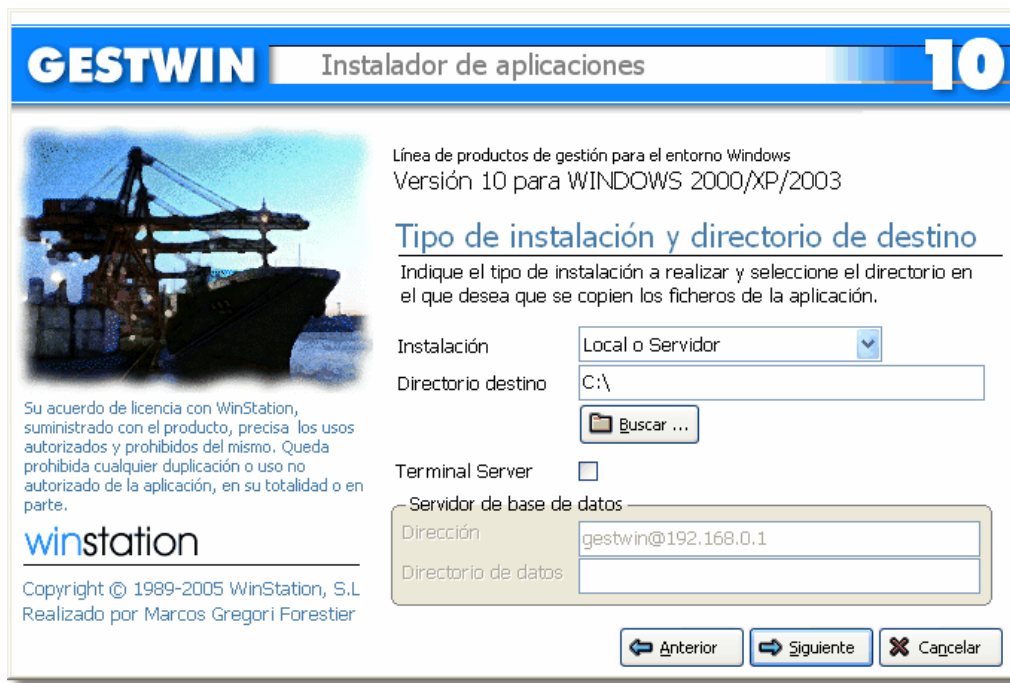 GESTWIN
Instalador de aplicaciones
10
Línea de productos de gestión para el entorno Windows
Versión 10 para WINDOWS 2000/XP/2003
Tipo de instalación y directorio de destino
Indique el tipo de instalación a realizar y seleccione el directorio en
el que desea que se copien los ficheros de la aplicación.
Instalación
Local o Servidor
Directorio destino
C:\
Buscar ...
Terminal Server
Servidor de base de datos
Dirección
gestwin@192.168.0.1
Directorio de datos
Su acuerdo de licencia con WinStation,
suministrado con el producto, precisa los usos
autorizados y prohibidos del mismo. Queda
prohibida cualquier duplicación o uso no
autorizado de la aplicación, en su totalidad o en
parte.
winstation
Copyright © 1989-2005 WinStation, S.L
Realizado por Marcos Gregori Forestier
Anterior
Siguiente
Cancelar